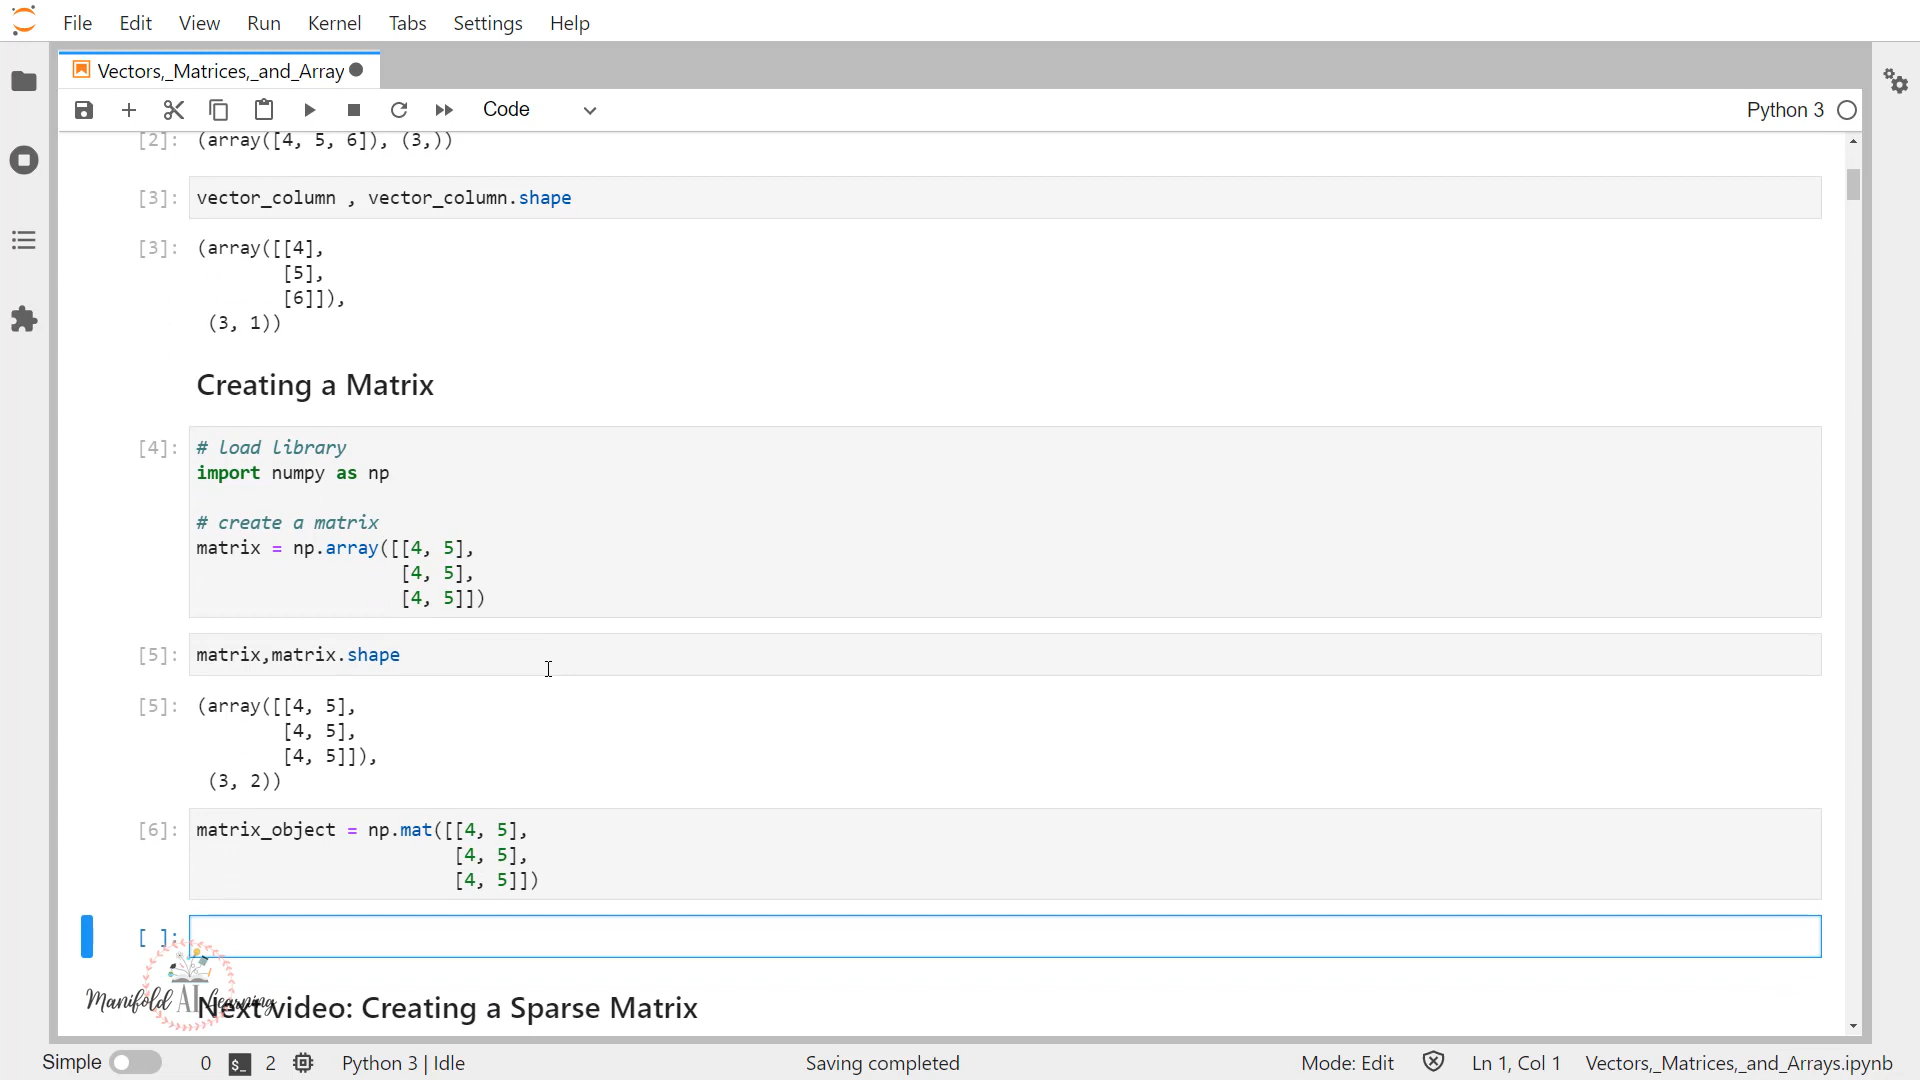 File Edit View Run Kernel Tabs Settings Help
Vectors,_Matrices,_and_Array
Code
Python 3
[2]: (array([4, 5, 6]), (3,))
[3]: vector_column , vector_column.shape
[3]: (array([[4],
[5],
[6]]),
(3, 1))
Creating a Matrix
[4]: # load library
import numpy as np
# create a matrix
matrix = np.array([[4, 5],
[4, 5],
[4, 5]])
[5]: matrix,matrix.shape
[5]: (array([[4, 5],
[4, 5],
[4, 5]]),
(3, 2))
[6]: matrix_object = np.mat([[4, 5],
[4, 5],
[4, 5]])
[ ]:
Manifold AI Learning
Next video: Creating a Sparse Matrix
Simple 0 $_ 2 Python 3 | Idle Saving completed Mode: Edit Ln 1, Col 1 Vectors,_Matrices,_and_Arrays.ipynb